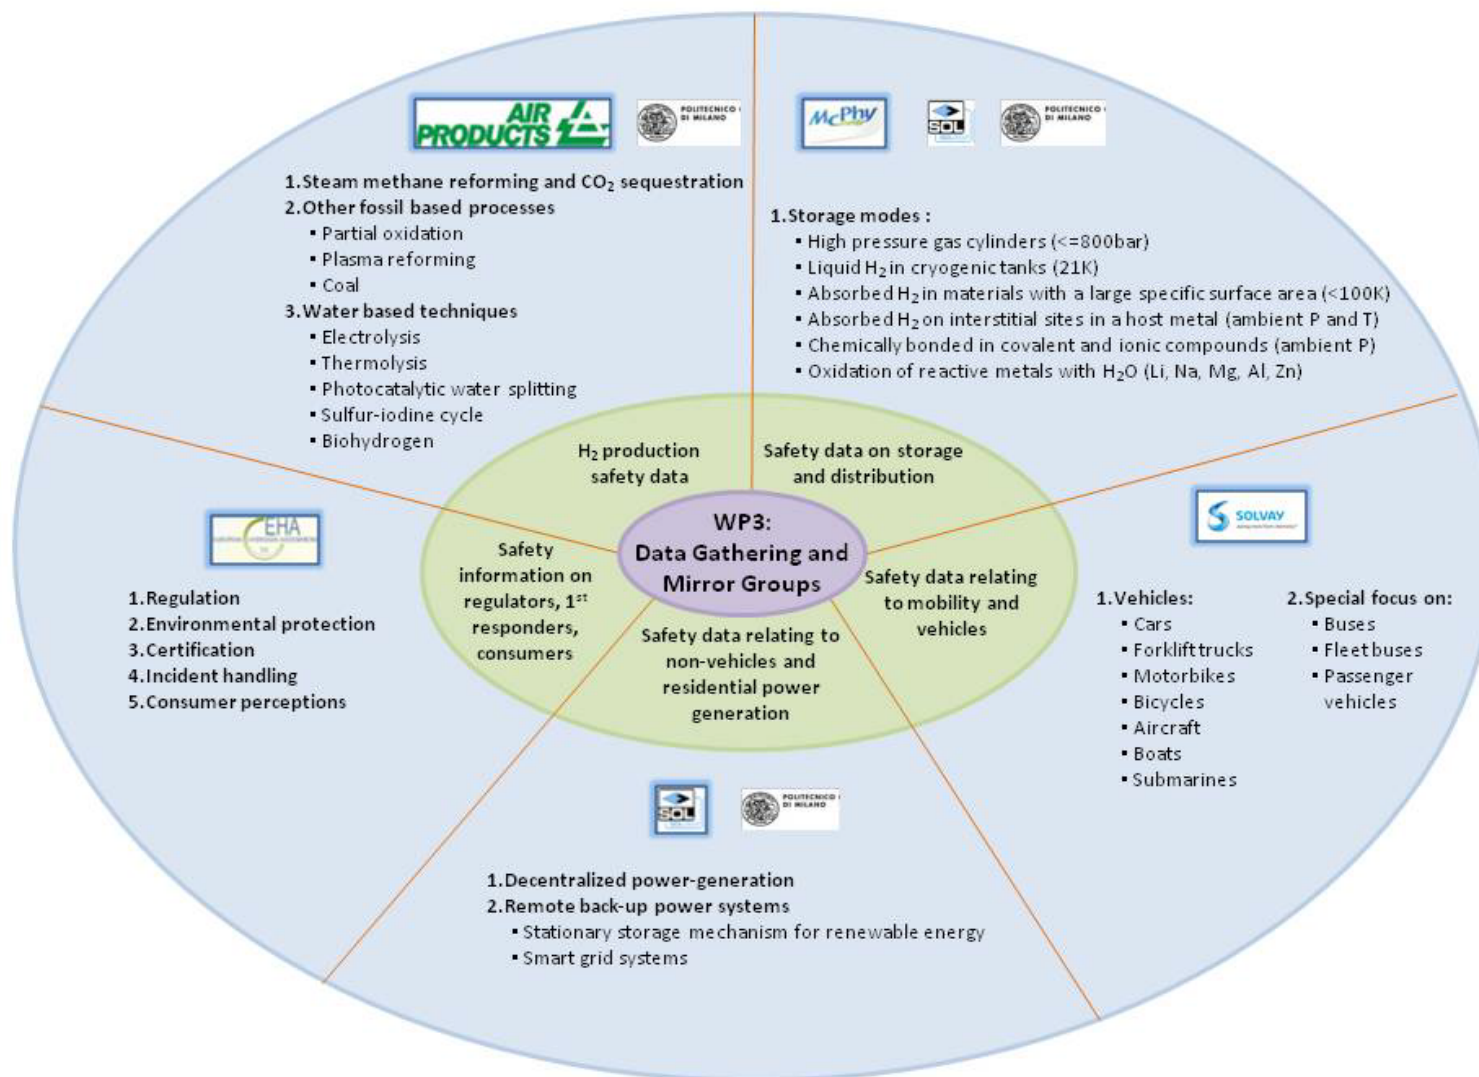 AIR
PRODUCTS
POLITECNICO
DI MILANO
1.Steam methane reforming and CO₂ sequestration
2.Other fossil based processes
▪ Partial oxidation
▪ Plasma reforming
▪ Coal
3.Water based techniques
▪ Electrolysis
▪ Thermolysis
▪ Photocatalytic water splitting
▪ Sulfur-iodine cycle
▪ Biohydrogen
McPhy
SOL
POLITECNICO
DI MILANO
1.Storage modes :
▪ High pressure gas cylinders (<=800bar)
▪ Liquid H₂ in cryogenic tanks (21K)
▪ Absorbed H₂ in materials with a large specific surface area (<100K)
▪ Absorbed H₂ on interstitial sites in a host metal (ambient P and T)
▪ Chemically bonded in covalent and ionic compounds (ambient P)
▪ Oxidation of reactive metals with H₂O (Li, Na, Mg, Al, Zn)
H₂ production
safety data
Safety data on storage
and distribution
WP3:
Data Gathering and
Mirror Groups
Safety
information on
regulators, 1ˢᵗ
responders,
consumers
Safety data relating to
non-vehicles and
residential power
generation
Safety data relating
to mobility and
vehicles
EHA
1.Regulation
2.Environmental protection
3.Certification
4.Incident handling
5.Consumer perceptions
SOLVAY
1.Vehicles:
▪ Cars
▪ Forklift trucks
▪ Motorbikes
▪ Bicycles
▪ Aircraft
▪ Boats
▪ Submarines
2.Special focus on:
▪ Buses
▪ Fleet buses
▪ Passenger
vehicles
SOL
POLITECNICO
DI MILANO
1.Decentralized power-generation
2.Remote back-up power systems
▪ Stationary storage mechanism for renewable energy
▪ Smart grid systems